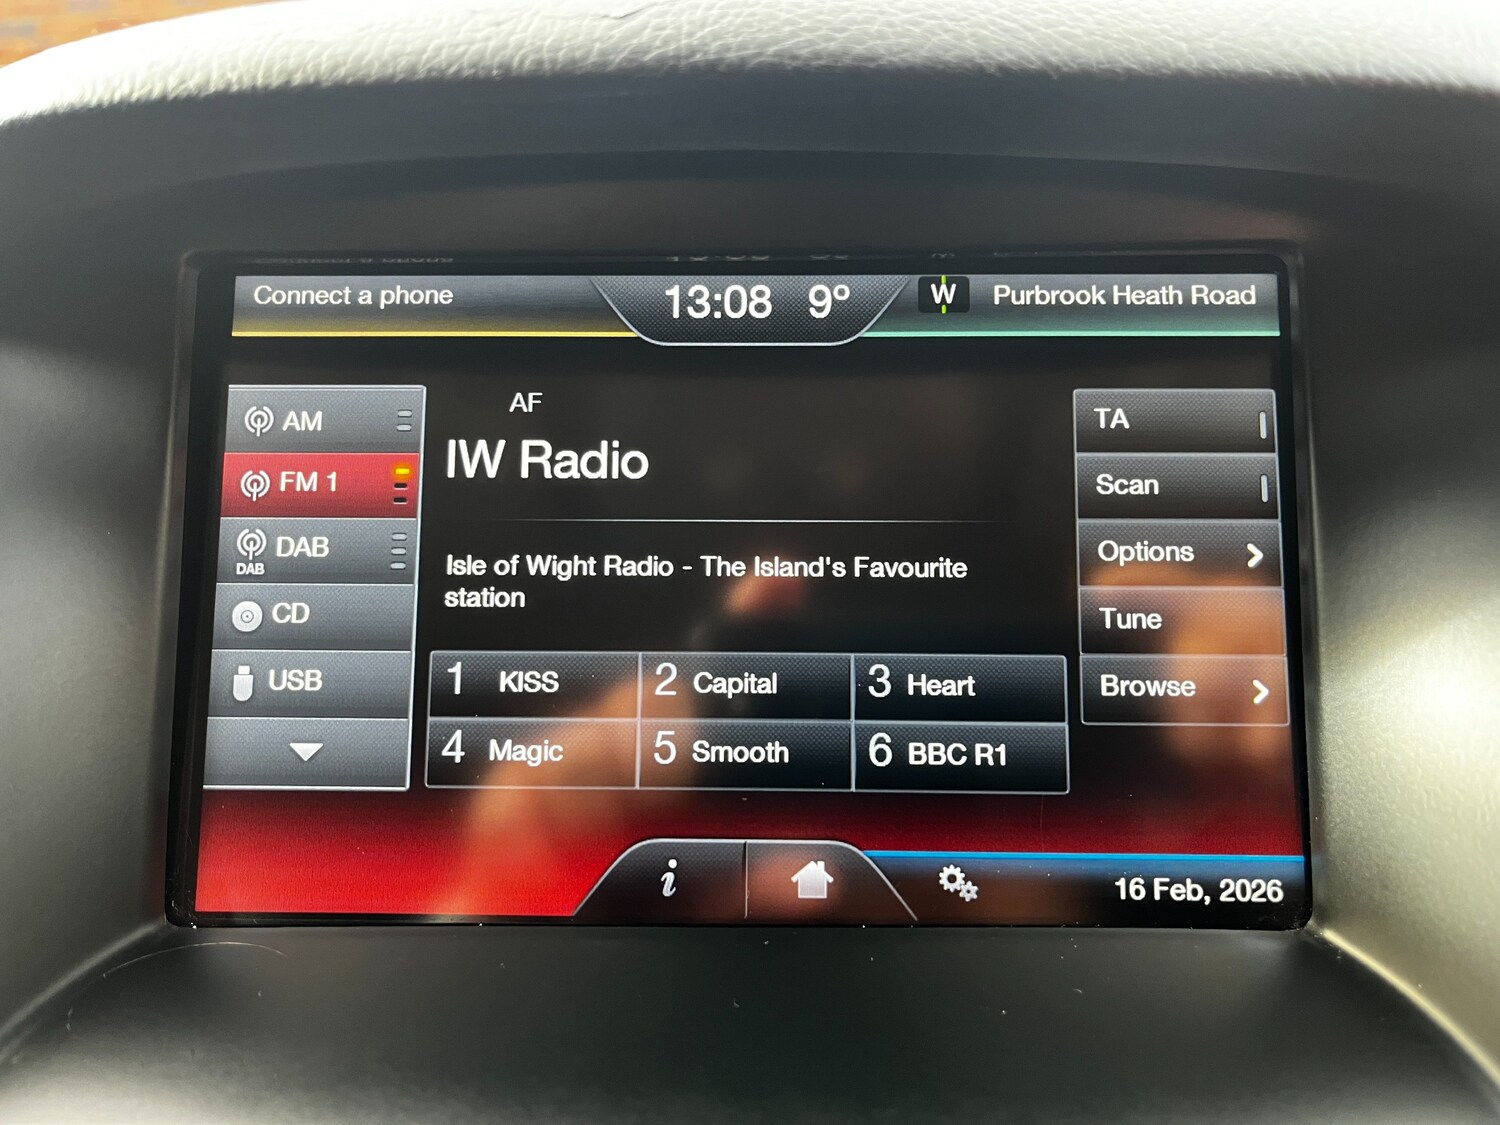 Connect a phone
13:08 9°
W
Purbrook Heath Road
AM
FM 1
DAB
DAB
CD
USB
AF
IW Radio
Isle of Wight Radio - The Island's Favourite
station
1 KISS
2 Capital
3 Heart
4 Magic
5 Smooth
6 BBC R1
TA
Scan
Options
Tune
Browse
i
16 Feb, 2026